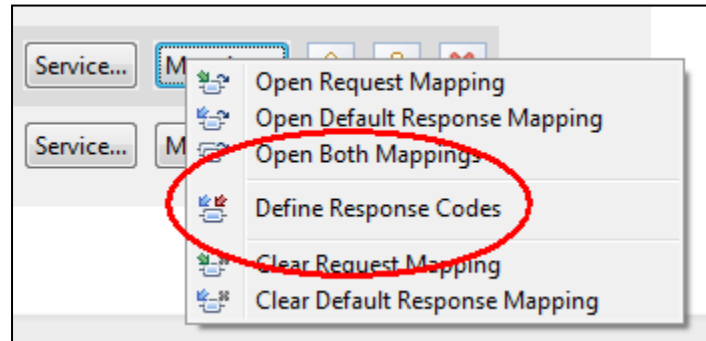 Service...
M
Open Request Mapping
Open Default Response Mapping
Service...
M
Open Both Mappings
Define Response Codes
Clear Request Mapping
Clear Default Response Mapping